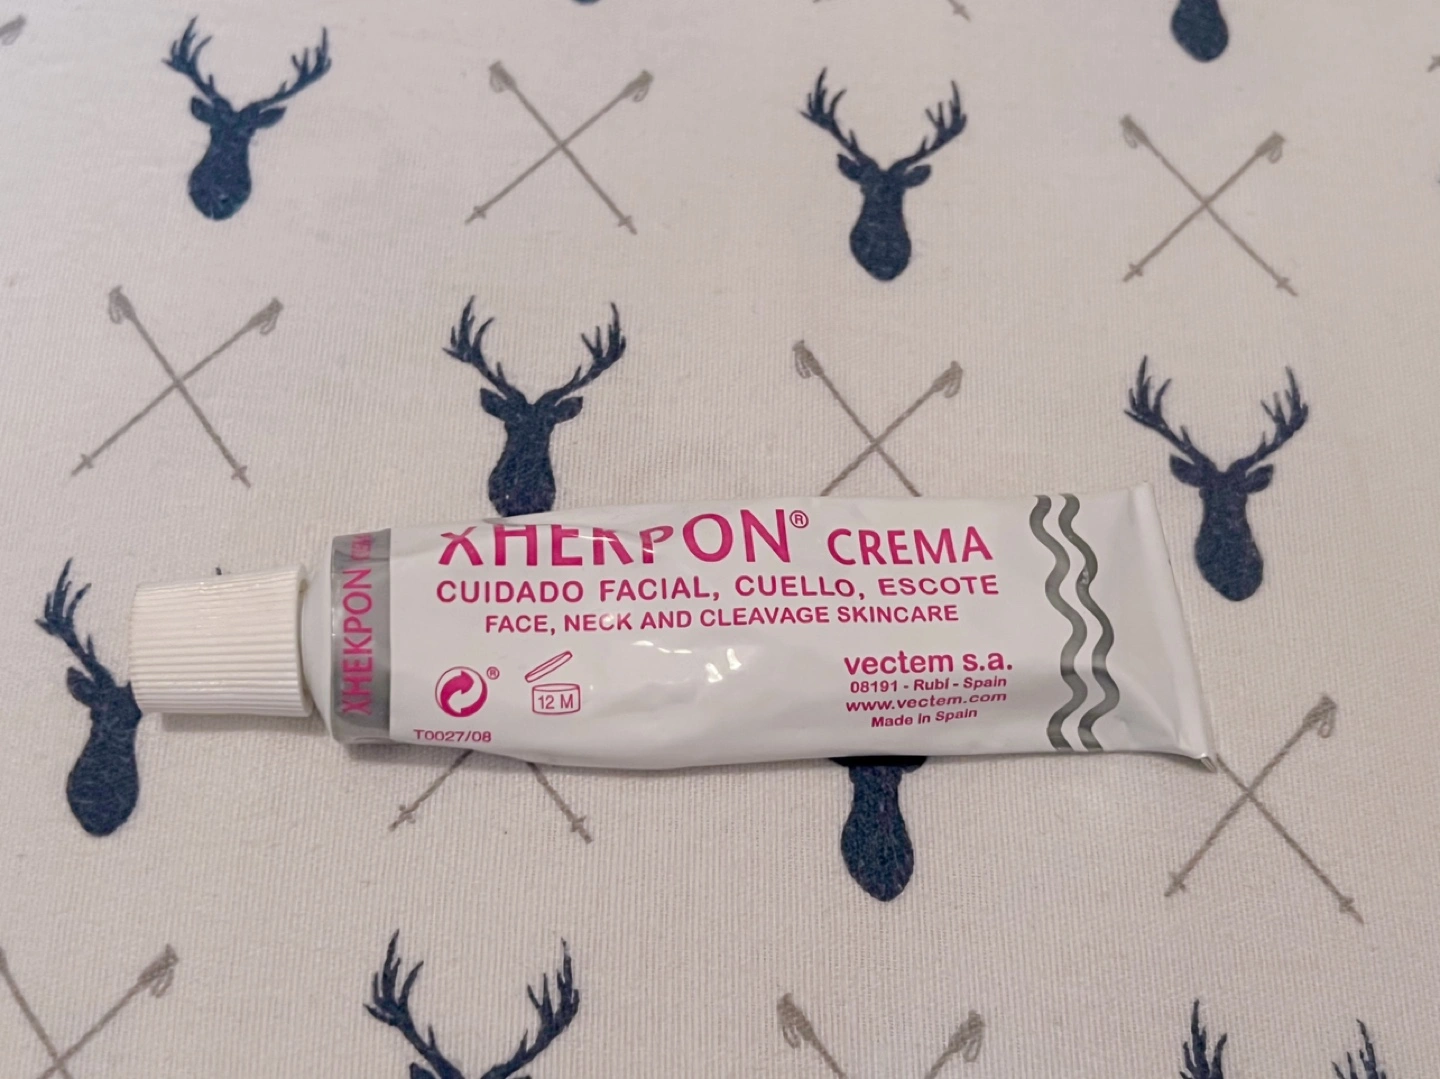 XHEKPON® CREMA
CUIDADO FACIAL, CUELLO, ESCOTE
FACE, NECK AND CLEAVAGE SKINCARE
XHEKPON
12 M
T0027/08
vectem s.a.
08191 - Rubí - Spain
www.vectem.com
Made in Spain